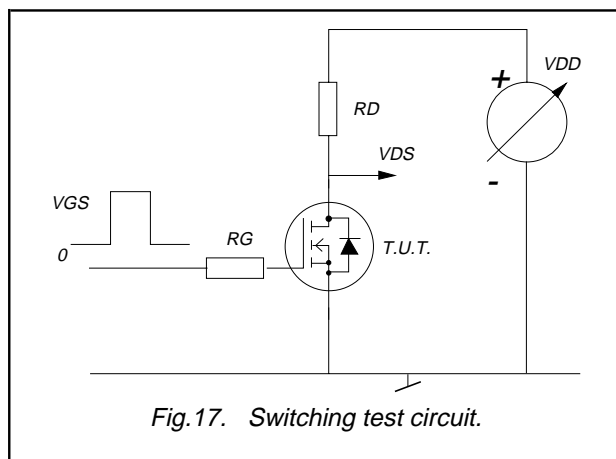 VDD
+
RD
VDS
-
VGS
0
RG
T.U.T.
Fig.17. Switching test circuit.